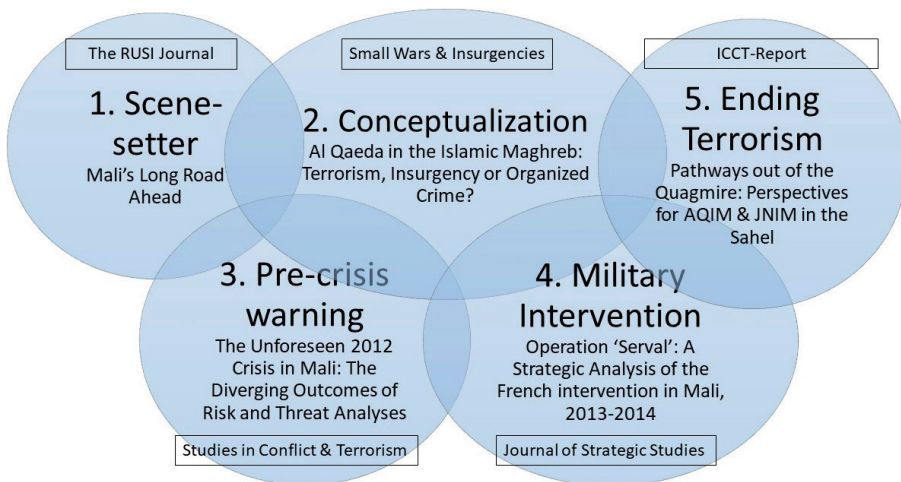 The RUSI Journal
1. Scene-
setter
Mali's Long Road
Ahead
Small Wars & Insurgencies
2. Conceptualization
Al Qaeda in the Islamic Maghreb:
Terrorism, Insurgency or Organized
Crime?
ICCT-Report
5. Ending
Terrorism
Pathways out of the
Quagmire: Perspectives
for AQIM & JNIM in the
Sahel
3. Pre-crisis
warning
The Unforeseen 2012
Crisis in Mali: The
Diverging Outcomes of
Risk and Threat Analyses
Studies in Conflict & Terrorism
4. Military
Intervention
Operation ‘Serval’: A
Strategic Analysis of the
French intervention in Mali,
2013-2014
Journal of Strategic Studies